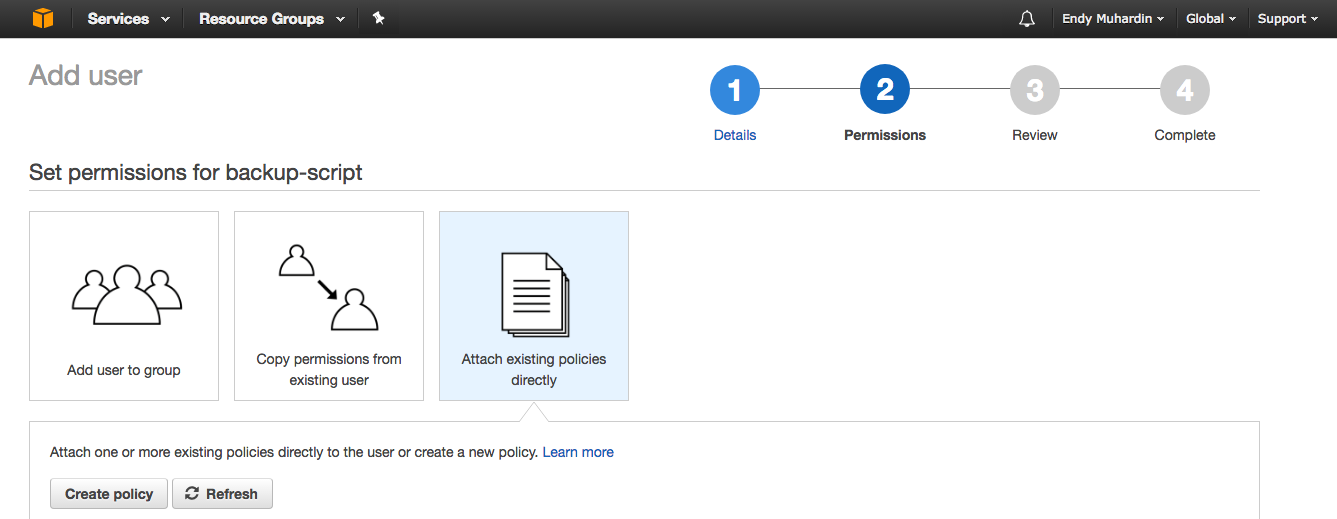 Services Resource Groups Endy Muhardin Global Support
Add user
1 2 3 4
Details Permissions Review Complete
Set permissions for backup-script
Add user to group
Copy permissions from
existing user
Attach existing policies
directly
Attach one or more existing policies directly to the user or create a new policy. Learn more
Create policy Refresh